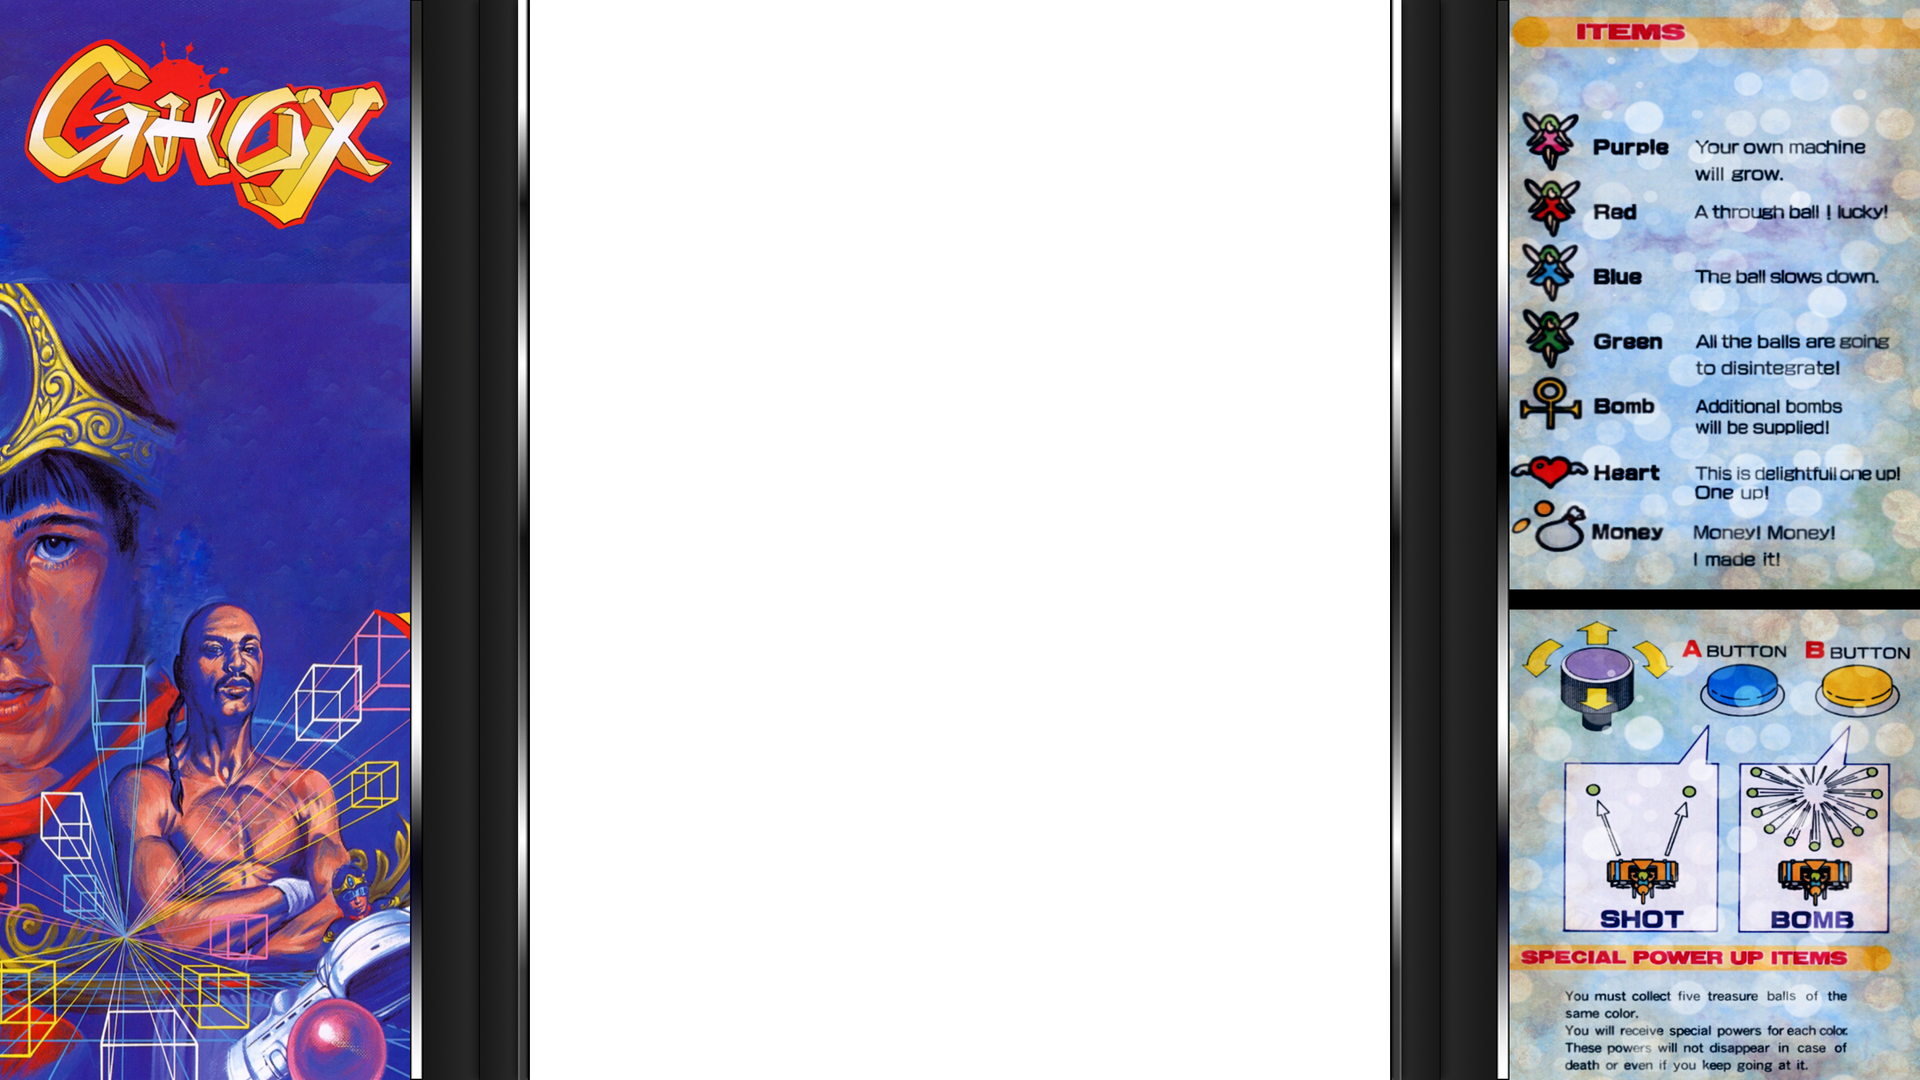 GHOX
ITEMS
Purple Your own machine
will grow.
Red A through ball ! lucky!
Blue The ball slows down.
Green All the balls are going
to disintegrate!
Bomb Additional bombs
will be supplied!
Heart This is delightful! one up!
One up!
Money Money! Money!
I made it!
A BUTTON B BUTTON
SHOT BOMB
SPECIAL POWER UP ITEMS
You must collect five treasure balls of the
same color.
You will receive special powers for each color.
These powers will not disappear in case of
death or even if you keep going at it.